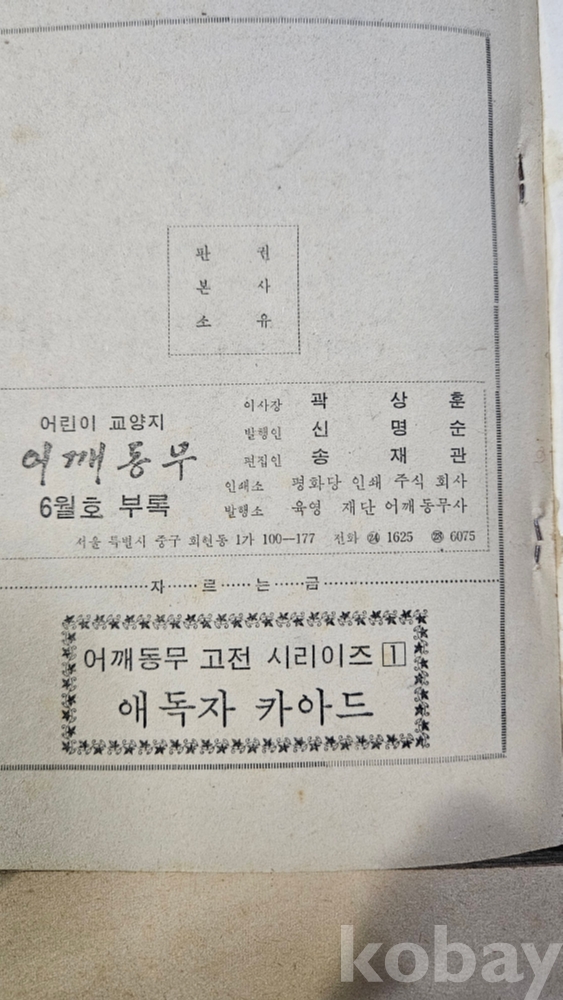 판 권
본 사
소 유
어린이 교양지
어깨동무
6월호 부록
이사장 곽 상 훈
발행인 신 명 순
편집인 송 재 관
인쇄소 평화당 인쇄 주식 회사
발행소 육영 재단 어깨동무사
서울 특별시 중구 회현동 1가 100—177 전화 ㉔ 1625 ㉘ 6075
자 르 는 금
어깨동무 고전 시리이즈 1
애독자 카아드
kobay